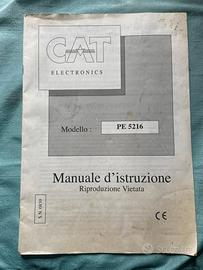 CAT
ELECTRONICS
Modello : PE 5216
Manuale d'istruzione
Riproduzione Vietata
CE